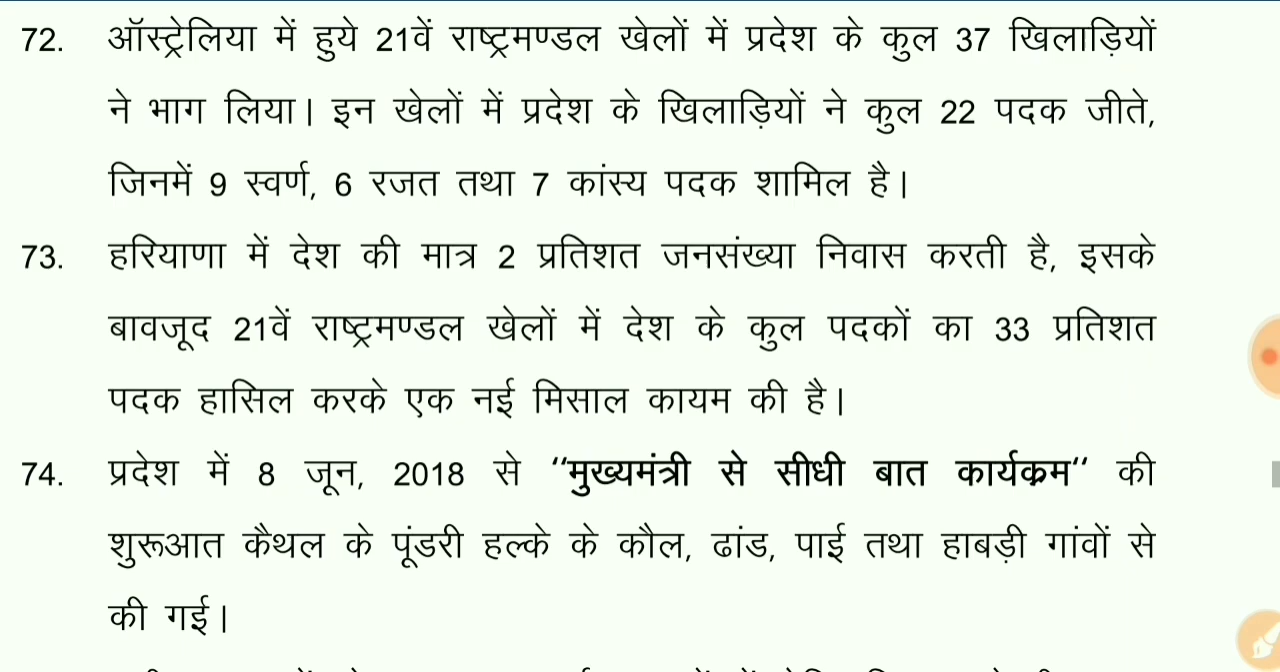 72. ऑस्ट्रेलिया में हुये 21वें राष्ट्रमण्डल खेलों में प्रदेश के कुल 37 खिलाड़ियों
ने भाग लिया। इन खेलों में प्रदेश के खिलाड़ियों ने कुल 22 पदक जीते,
जिनमें 9 स्वर्ण, 6 रजत तथा 7 कांस्य पदक शामिल है।
73. हरियाणा में देश की मात्र 2 प्रतिशत जनसंख्या निवास करती है, इसके
बावजूद 21वें राष्ट्रमण्डल खेलों में देश के कुल पदकों का 33 प्रतिशत
पदक हासिल करके एक नई मिसाल कायम की है।
74. प्रदेश में 8 जून, 2018 से "मुख्यमंत्री से सीधी बात कार्यक्रम" की
शुरूआत कैथल के पूंडरी हल्के के कौल, ढांड, पाई तथा हाबड़ी गांवों से
की गई।